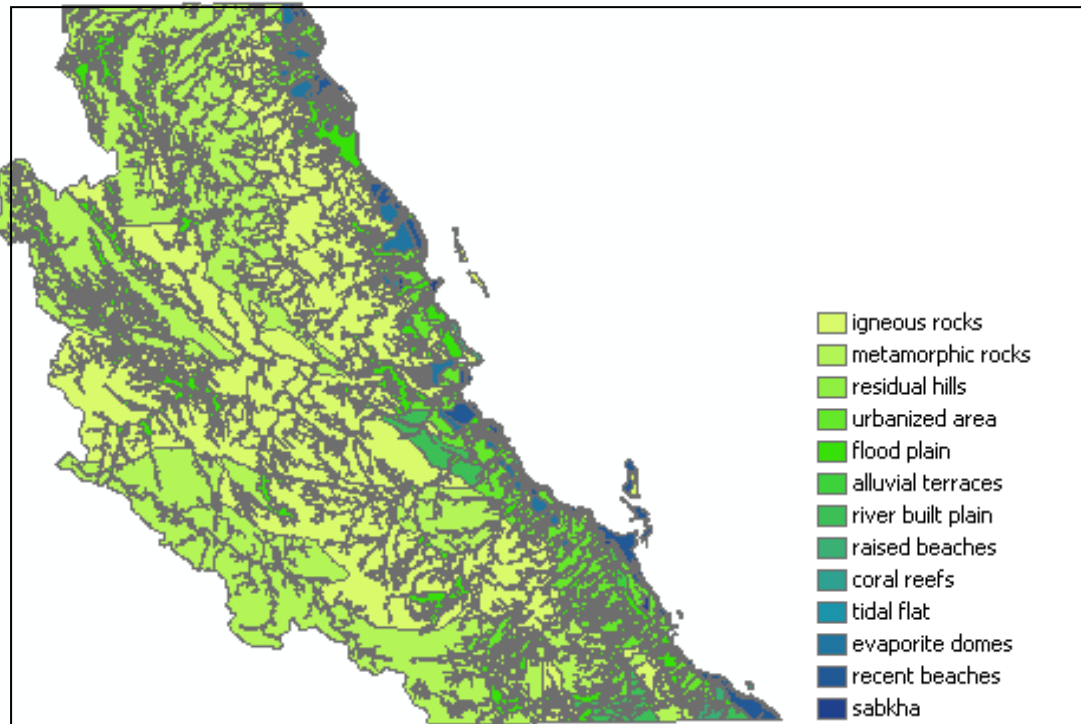 igneous rocks
metamorphic rocks
residual hills
urbanized area
flood plain
alluvial terraces
river built plain
raised beaches
coral reefs
tidal flat
evaporite domes
recent beaches
sabkha